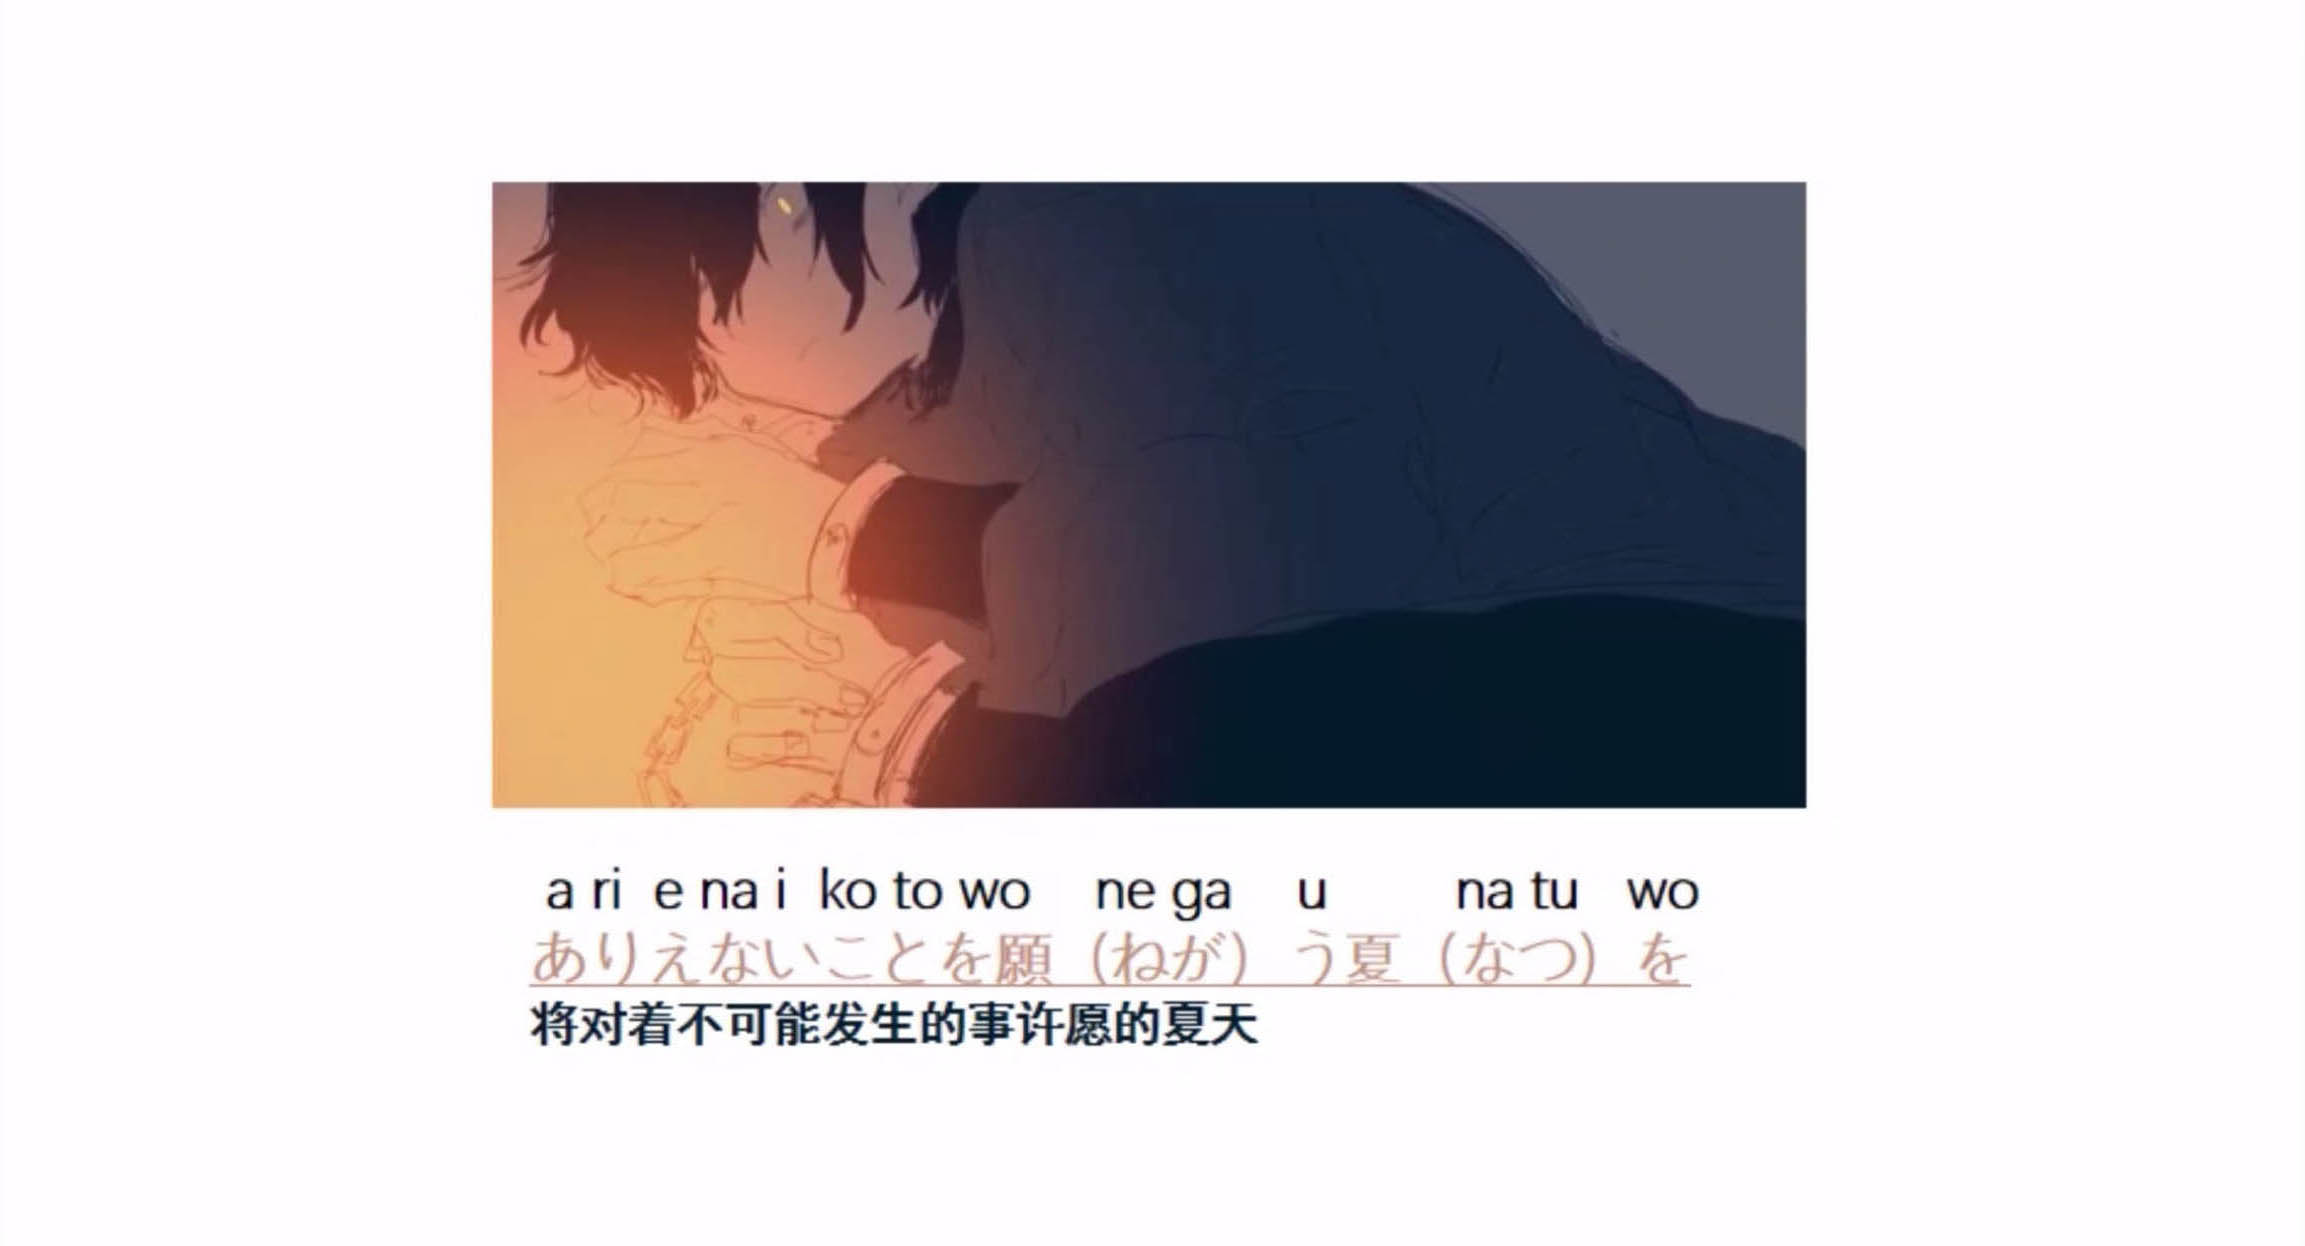 a ri e na i ko to wo ne ga u na tu wo
ありえないことを願（ねが）う夏（なつ）を
将对着不可能发生的事许愿的夏天